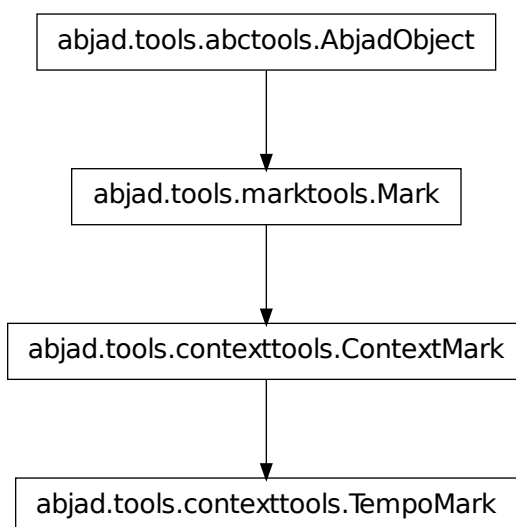 abjad.tools.abctools.AbjadObject
abjad.tools.marktools.Mark
abjad.tools.contexttools.ContextMark
abjad.tools.contexttools.TempoMark